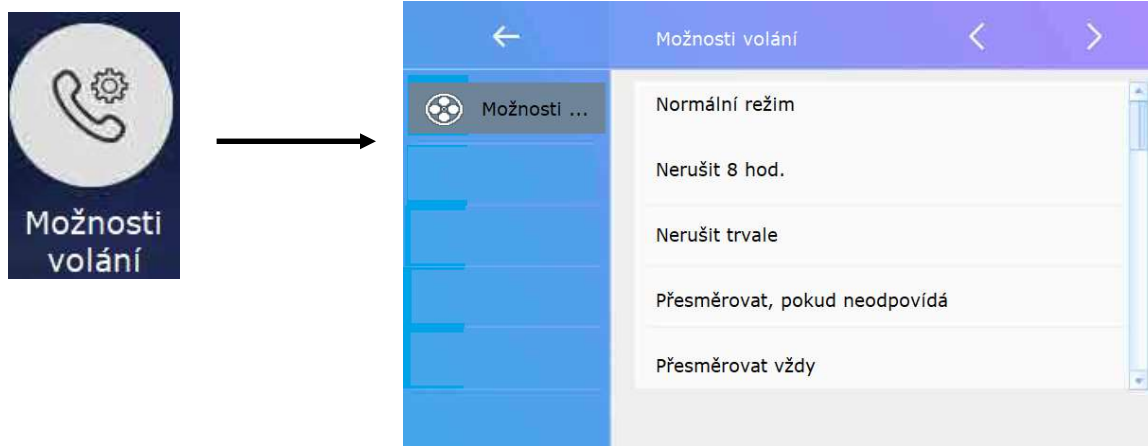 Možnosti
volání
Možnosti volání
Možnosti ...
Normální režim
Nerušit 8 hod.
Nerušit trvale
Přesměrovat, pokud neodpovídá
Přesměrovat vždy